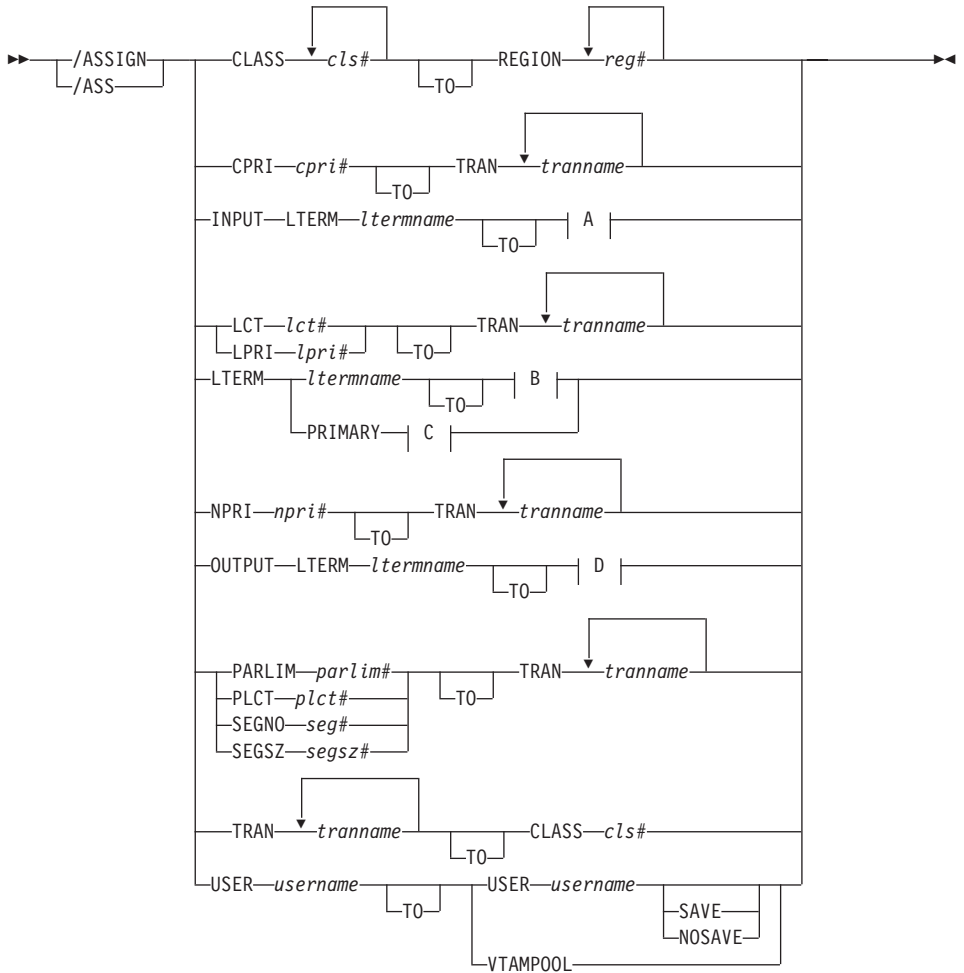 /ASSIGN CLASS cls# TO REGION reg#
/ASS
CPRI cpri# TO TRAN tranname
INPUT LTERM ltermname TO A
LCT lct# TO TRAN tranname
LPRI lpri#
LTERM ltermname TO B
PRIMARY C
NPRI npri# TO TRAN tranname
OUTPUT LTERM ltermname TO D
PARLIM parlim# TO TRAN tranname
PLCT plct#
SEGNO seg#
SEGSZ segsz#
TRAN tranname TO CLASS cls#
USER username TO USER username
SAVE
NOSAVE
VTAMPOOL